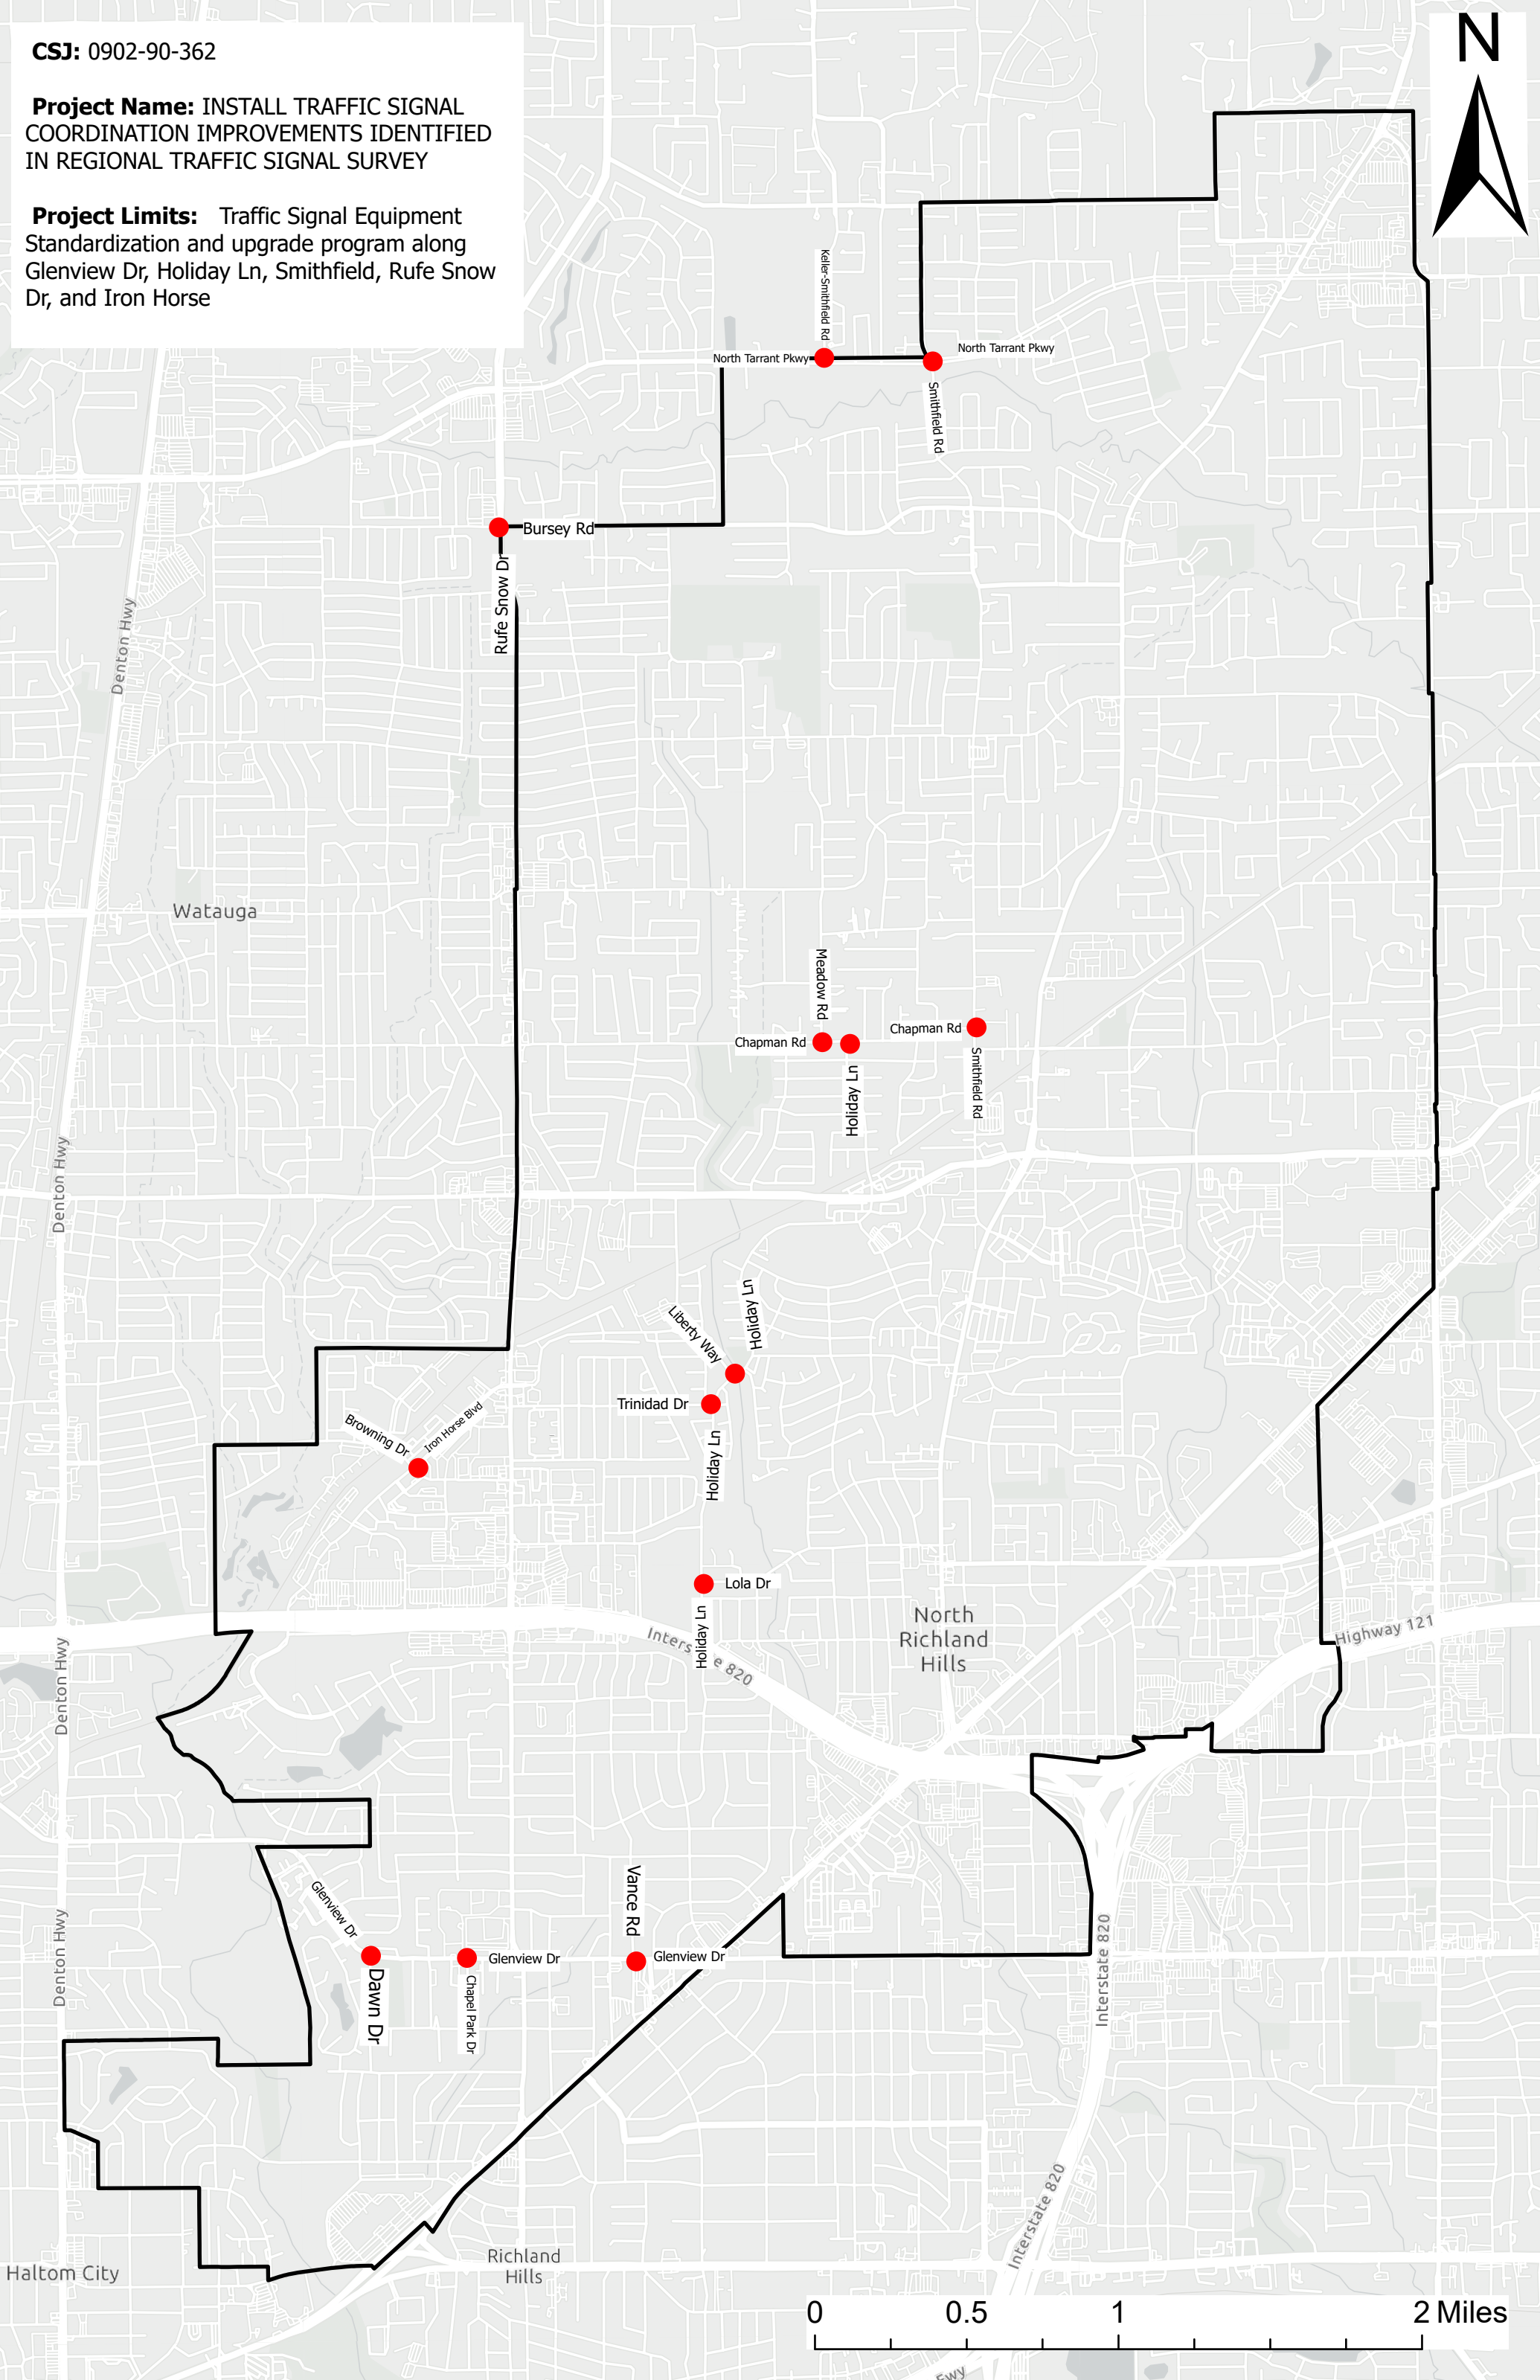 CSJ: 0902-90-362
Project Name: INSTALL TRAFFIC SIGNAL
COORDINATION IMPROVEMENTS IDENTIFIED
IN REGIONAL TRAFFIC SIGNAL SURVEY
Project Limits: Traffic Signal Equipment
Standardization and upgrade program along
Glenview Dr, Holiday Ln, Smithfield, Rufe Snow
Dr, and Iron Horse
N
Keller-Smithfield Rd
North Tarrant Pkwy
North Tarrant Pkwy
Smithfield Rd
Bursey Rd
Rufe Snow Dr
Denton Hwy
Watauga
Meadow Rd
Chapman Rd
Chapman Rd
Holiday Ln
Smithfield Rd
Denton Hwy
Liberty Way
Holiday Ln
Trinidad Dr
Holiday Ln
Browning Dr
Iron Horse Blvd
Lola Dr
Holiday Ln
Interstate 820
North
Richland
Hills
Highway 121
Denton Hwy
Glenview Dr
Vance Rd
Glenview Dr
Glenview Dr
Dawn Dr
Chapel Park Dr
Denton Hwy
Interstate 820
Interstate 820
Haltom City
Richland
Hills
0 0.5 1 2 Miles